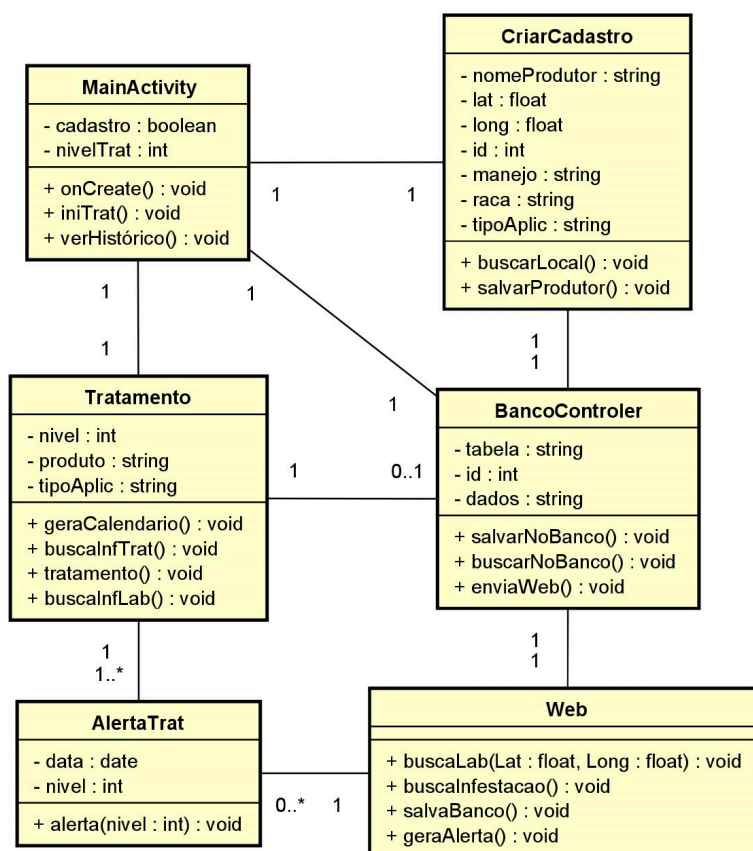 CriarCadastro
- nomeProdutor : string
- lat : float
- long : float
- id : int
- manejo : string
- raca : string
- tipoAplic : string
+ buscarLocal() : void
+ salvarProdutor() : void
MainActivity
- cadastro : boolean
- nivelTrat : int
+ onCreate() : void
+ iniTrat() : void
+ verHistórico() : void
1
1
1
1
1
1
1
1
Tratamento
- nivel : int
- produto : string
- tipoAplic : string
+ geraCalendario() : void
+ buscaInfTrat() : void
+ tratamento() : void
+ buscaInfLab() : void
1
0..1
BancoControler
- tabela : string
- id : int
- dados : string
+ salvarNoBanco() : void
+ buscarNoBanco() : void
+ enviaWeb() : void
1
1..*
1
1
AlertaTrat
- data : date
- nivel : int
+ alerta(nivel : int) : void
0..*
1
Web
+ buscaLab(Lat : float, Long : float) : void
+ buscaInfestacao() : void
+ salvaBanco() : void
+ geraAlerta() : void